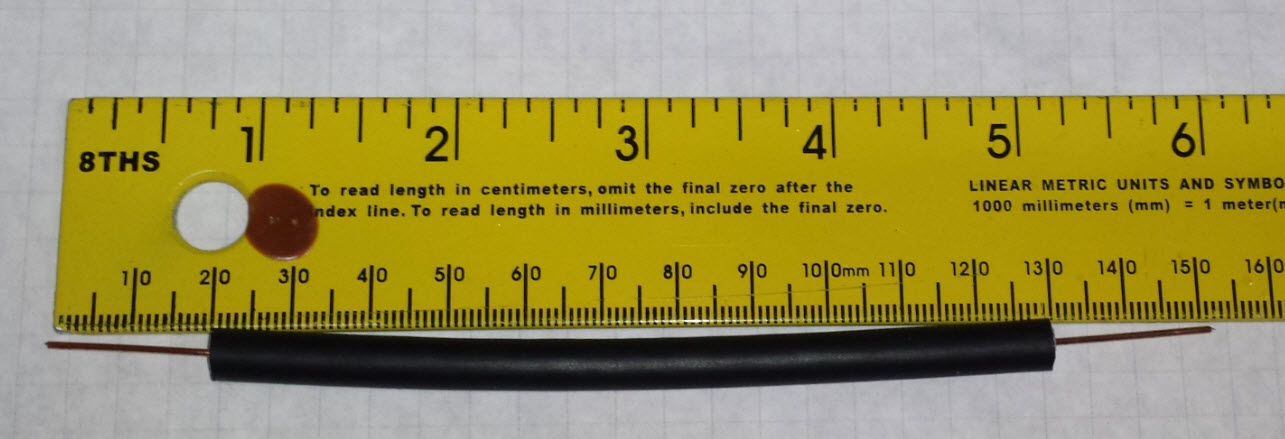 1 2 3 4 5 6
8THS
To read length in centimeters, omit the final zero after the
ndex line. To read length in millimeters, include the final zero.
LINEAR METRIC UNITS AND SYMBO
1000 millimeters (mm) = 1 meter(m
10 20 30 40 50 60 70 80 90 100mm 110 120 130 140 150 160